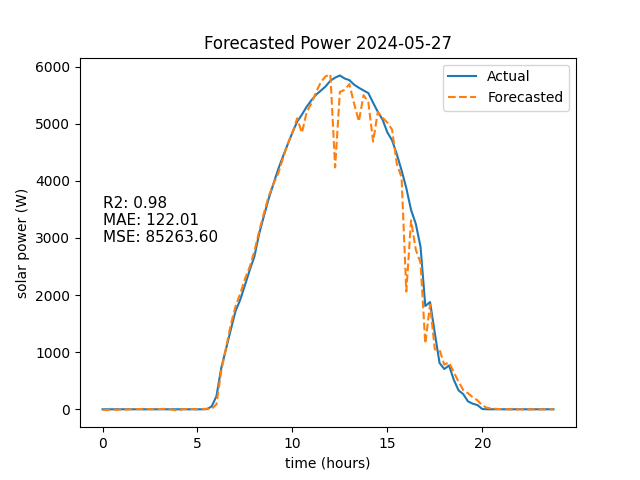 Forecasted Power 2024-05-27
Actual
Forecasted
R2: 0.98
MAE: 122.01
MSE: 85263.60
solar power (W)
6000
5000
4000
3000
2000
1000
0
0 5 10 15 20
time (hours)